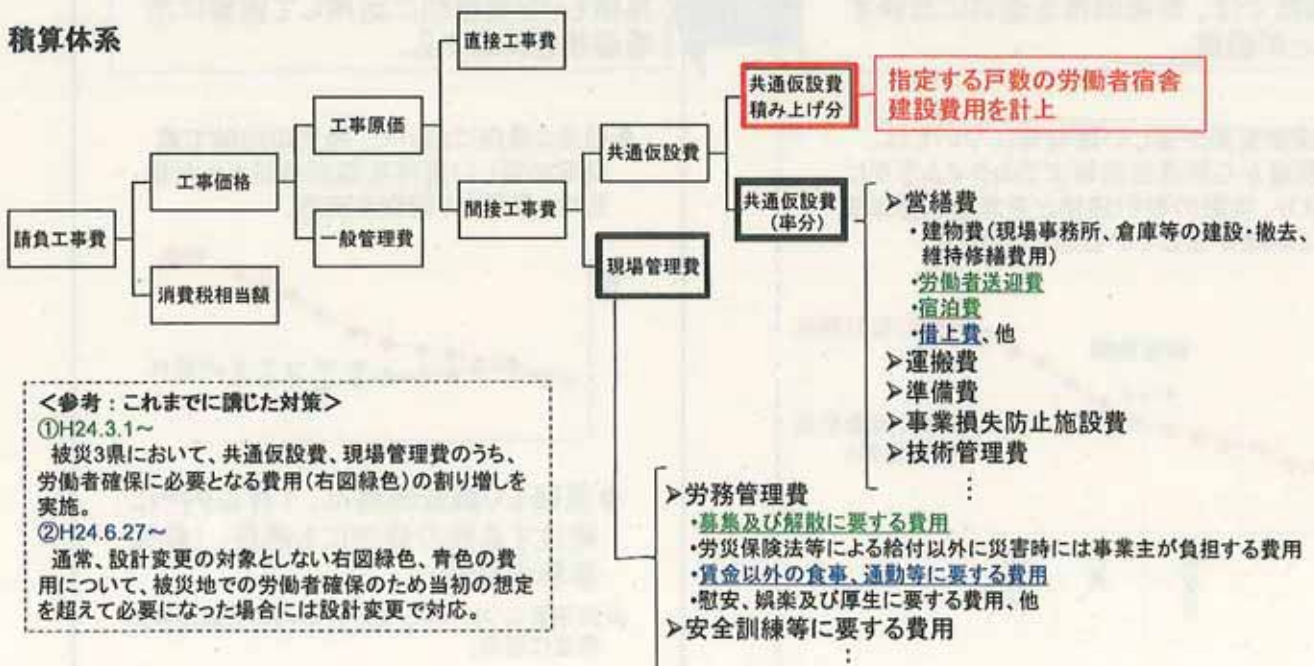 積算体系
直接工事費
共通仮設費
積み上げ分
指定する戸数の労働者宿舎
建設費用を計上
工事原価
共通仮設費
工事価格
間接工事費
共通仮設費
(率分)
請負工事費
一般管理費
現場管理費
消費税相当額
➢営繕費
・建物費(現場事務所、倉庫等の建設・撤去、
維持修繕費用)
・労働者送迎費
・宿泊費
・借上費、他
➢運搬費
➢準備費
➢事業損失防止施設費
➢技術管理費
⋮
<参考：これまでに講じた対策>
①H24.3.1～
被災3県において、共通仮設費、現場管理費のうち、
労働者確保に必要となる費用(右図緑色)の割り増しを
実施。
②H24.6.27～
通常、設計変更の対象としない右図緑色、青色の費
用について、被災地での労働者確保のため当初の想定
を超えて必要になった場合には設計変更で対応。
➢労務管理費
・募集及び解散に要する費用
・労災保険法等による給付以外に災害時には事業主が負担する費用
・賃金以外の食事、通勤等に要する費用
・慰安、娯楽及び厚生に要する費用、他
➢安全訓練等に要する費用
⋮